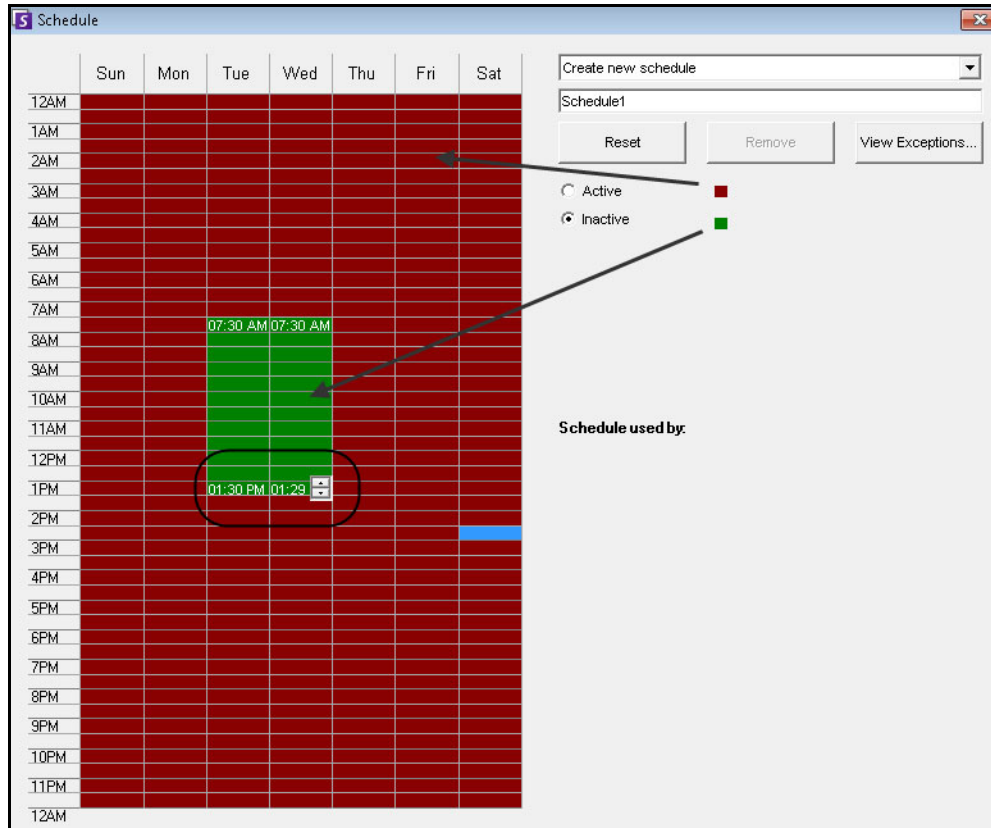 S Schedule
Sun Mon Tue Wed Thu Fri Sat
12AM
1AM
2AM
3AM
4AM
5AM
6AM
7AM
07:30 AM 07:30 AM
8AM
9AM
10AM
11AM
12PM
1PM 01:30 PM 01:29
2PM
3PM
4PM
5PM
6PM
7PM
8PM
9PM
10PM
11PM
12AM
Create new schedule
Schedule1
Reset Remove View Exceptions...
Active
Inactive
Schedule used by: